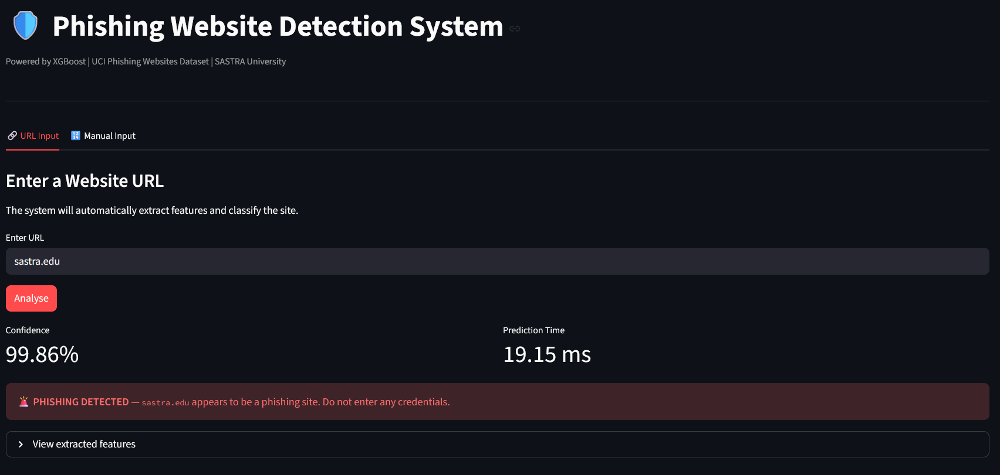 Phishing Website Detection System
Powered by XGBoost | UCI Phishing Websites Dataset | SASTRA University
URL Input
Manual Input
Enter a Website URL
The system will automatically extract features and classify the site.
Enter URL
sastra.edu
Analyse
Confidence
Prediction Time
99.86%
19.15 ms
PHISHING DETECTED — sastra.edu appears to be a phishing site. Do not enter any credentials.
View extracted features